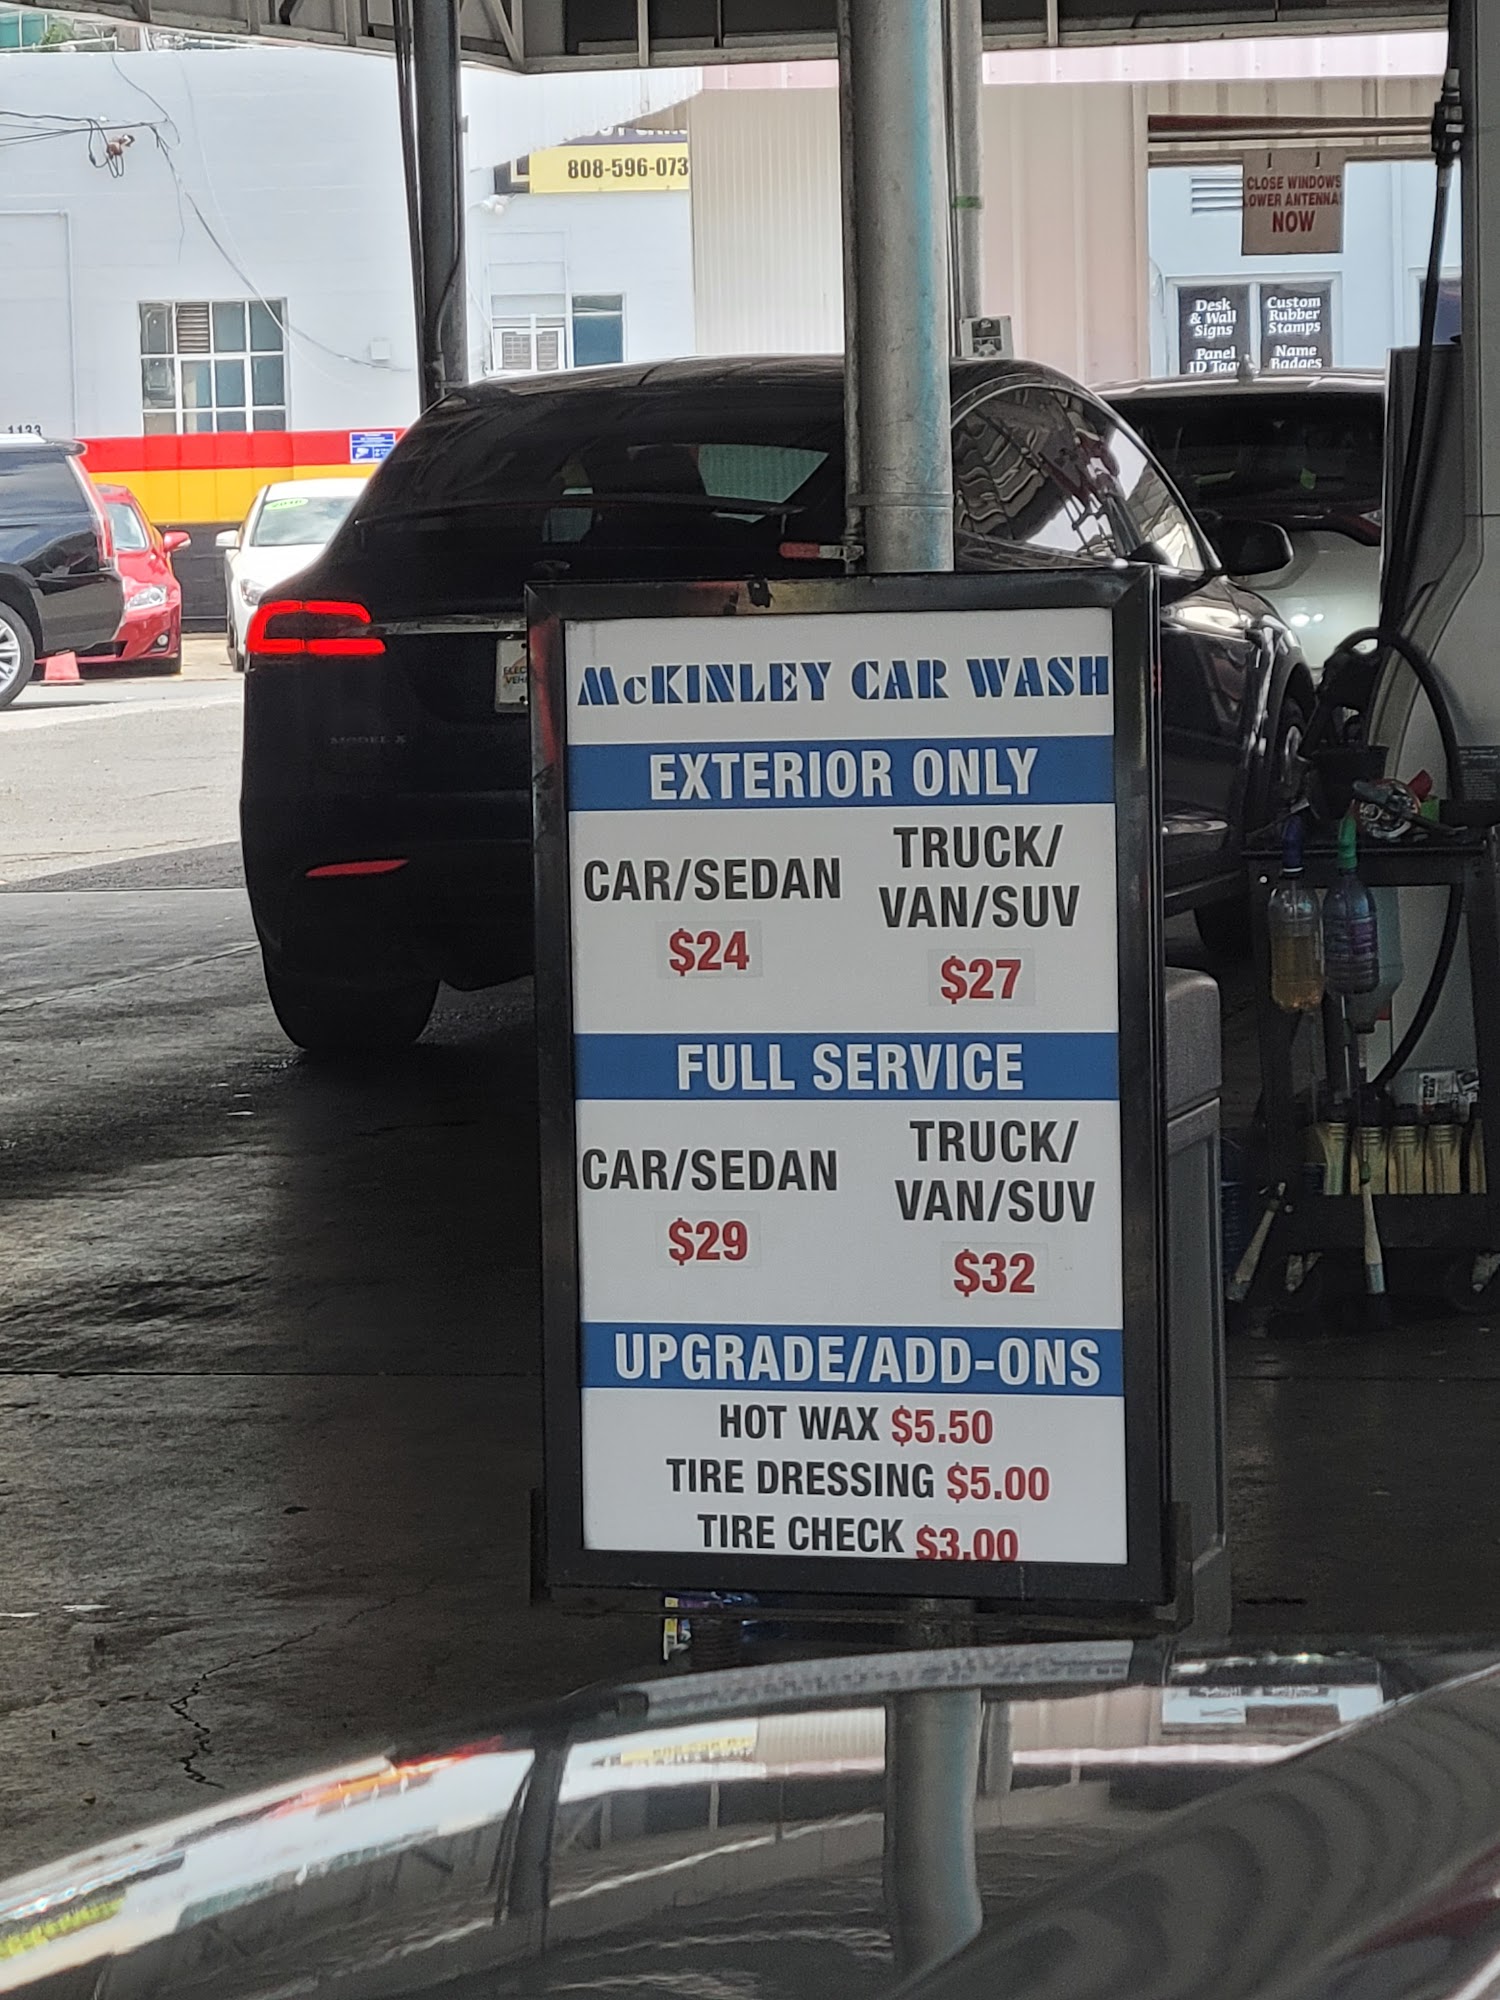 808-596-073
CLOSE WINDOWS
LOWER ANTENNAS
NOW
Desk
& Wall
Signs
Panel
ID Tags
Custom
Rubber
Stamps
Name
Badges
1133
MODEL X
McKINLEY CAR WASH
EXTERIOR ONLY
CAR/SEDAN
$24
TRUCK/
VAN/SUV
$27
FULL SERVICE
CAR/SEDAN
$29
TRUCK/
VAN/SUV
$32
UPGRADE/ADD-ONS
HOT WAX $5.50
TIRE DRESSING $5.00
TIRE CHECK $3.00